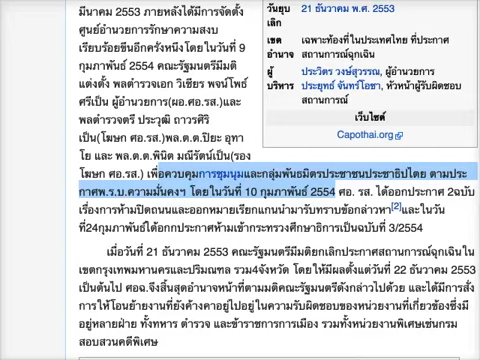 มีนาคม 2553 ภายหลังได้มีการจัดตั้ง
ศูนย์อำนวยการรักษาความสงบ
เรียบร้อยขึ้นอีกครั้งหนึ่งโดยในวันที่ 9
กุมภาพันธ์ 2554 คณะรัฐมนตรีมีมติ
แต่งตั้ง พลตำรวจเอก วิเชียร พจน์โพธิ์
ศรีเป็น ผู้อำนวยการ(ผอ.ศอ.รส.)และ
พลตำรวจตรี ประวุฒิ ถาวรศิริ
เป็น(โฆษก ศอ.รส.)พล.ต.ต.ปิยะ อุทา
โย และ พล.ต.ต.พินิต มณีรัตน์เป็น(รอง
โฆษก ศอ.รส.) เพื่อควบคุมการชุมนุมและกลุ่มพันธมิตรประชาชนประชาธิปไตย ตามประ
กาศพ.ร.บ.ความมั่นคงฯ โดยในวันที่ 10 กุมภาพันธ์ 2554 ศอ. รส. ได้ออกประกาศ 2ฉบับ
เรื่องการห้ามปิดถนนและออกหมายเรียกแกนนำมารับทราบข้อกล่าวหา[2]และในวัน
ที่24กุมภาพันธ์ได้ออกประกาศห้ามเข้ากระทรวงศึกษาธิการเป็นฉบับที่ 3/2554
เมื่อวันที่ 21 ธันวาคม 2553 คณะรัฐมนตรีมีมติยกเลิกประกาศสถานการณ์ฉุกเฉินใน
เขตกรุงเทพมหานครและปริมณฑล รวม4จังหวัด โดยให้มีผลตั้งแต่วันที่ 22 ธันวาคม 2553
เป็นต้นไป ศอฉ.จึงสิ้นสุดอำนาจหน้าที่ตามมติคณะรัฐมนตรีดังกล่าวไปด้วย และได้มีการสั่ง
การให้โอนย้ายงานที่ยังค้างคาอยู่ไปอยู่ในความรับผิดชอบของหน่วยงานที่เกี่ยวข้องซึ่งมี
อยู่หลายฝ่าย ทั้งทหาร ตำรวจ และข้าราชการการเมือง รวมทั้งหน่วยงานพิเศษเช่นกรม
สอบสวนคดีพิเศษ
วันยุบ 21 ธันวาคม พ.ศ. 2553
เลิก
เขต เฉพาะท้องที่ในประเทศไทย ที่ประกาศ
อำนาจ สถานการณ์ฉุกเฉิน
ผู้ ประวิตร วงษ์สุวรรณ, ผู้อำนวยการ
บริหาร ประยุทธ์ จันทร์โอชา, หัวหน้าผู้รับผิดชอบ
สถานการณ์
เว็บไซต์
Capothai.org